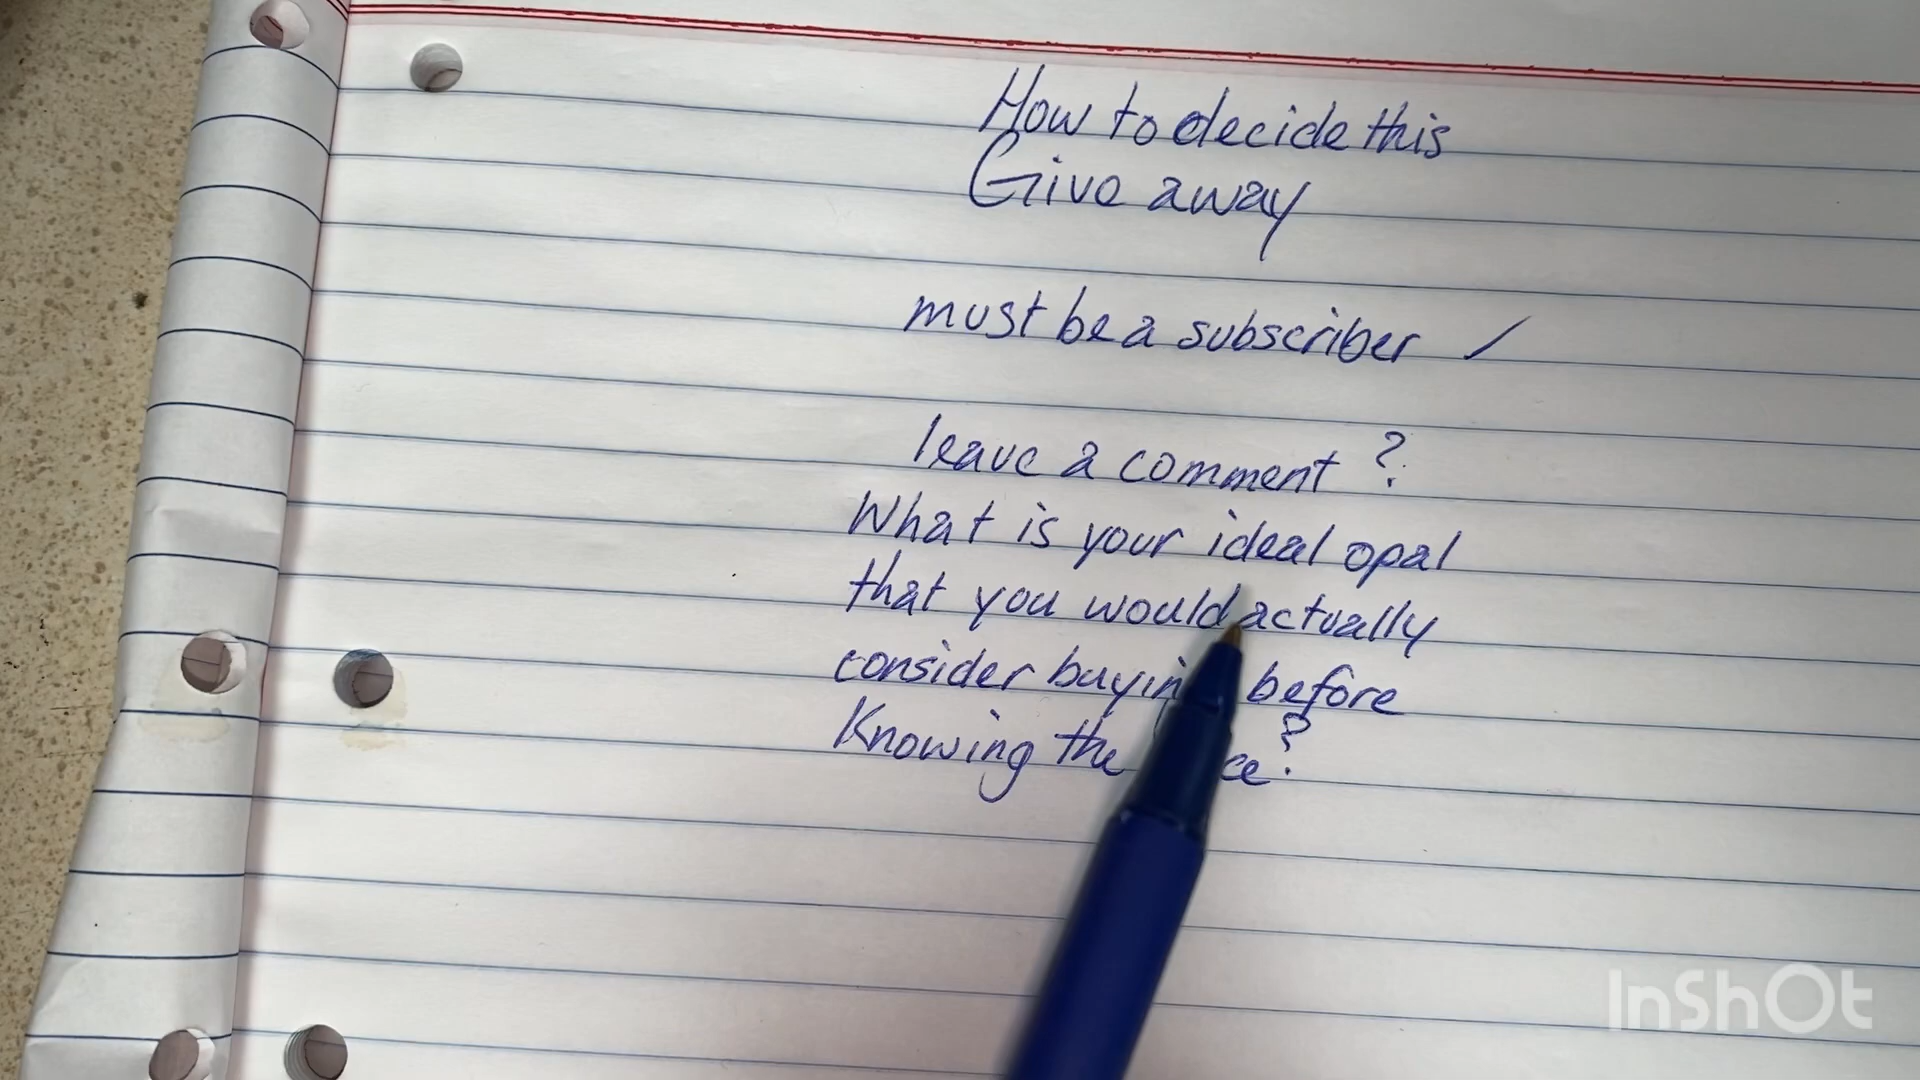 How to decide this
Give away
must be a subscriber ✓
leave a comment ?
What is your ideal opal
that you would actually
consider buying before
Knowing the ?
InShOt